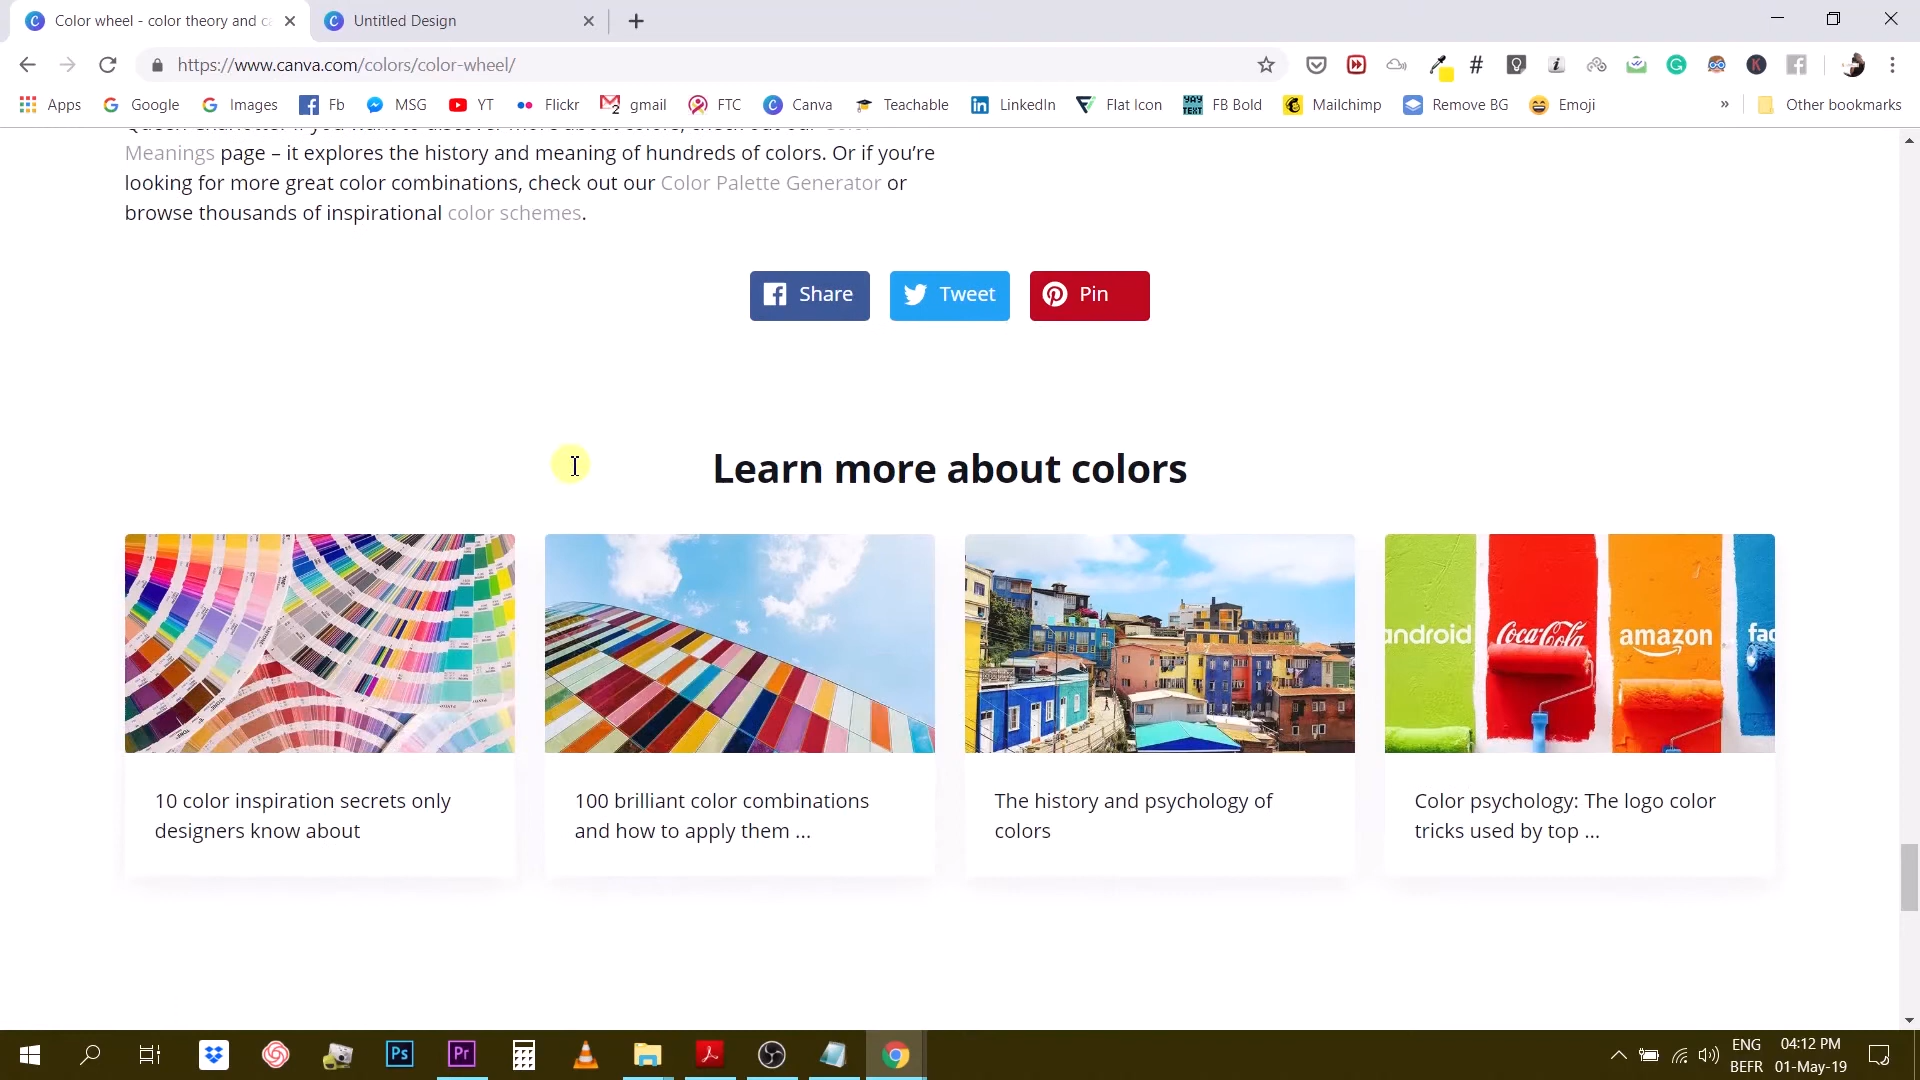 Color wheel - color theory and ca
Untitled Design
https://www.canva.com/colors/color-wheel/
Apps
Google
Images
Fb
MSG
YT
Flickr
gmail
FTC
Canva
Teachable
LinkedIn
Flat Icon
FB Bold
Mailchimp
Remove BG
Emoji
»
Other bookmarks
Meanings page – it explores the history and meaning of hundreds of colors. Or if you’re
looking for more great color combinations, check out our Color Palette Generator or
browse thousands of inspirational color schemes.
Share
Tweet
Pin
Learn more about colors
android
Coca-Cola
amazon
fac
10 color inspiration secrets only
designers know about
100 brilliant color combinations
and how to apply them ...
The history and psychology of
colors
Color psychology: The logo color
tricks used by top ...
Ps
Pr
ENG
BEFR
04:12 PM
01-May-19